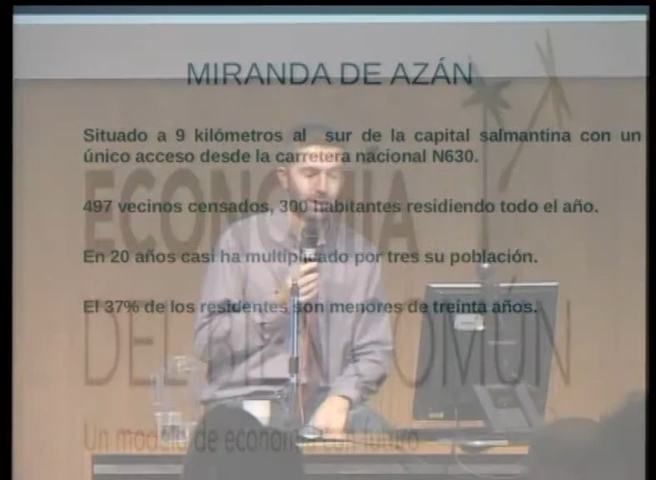 MIRANDA DE AZÁN
Situado a 9 kilómetros al sur de la capital salmantina con un
único acceso desde la carretera nacional N630.
ECONOMÍA
497 vecinos censados, 300 habitantes residiendo todo el año.
En 20 años casi ha multiplicado por tres su población.
El 37% de los residentes son menores de treinta años.
DEL BIEN COMÚN
Un modelo de economía con futuro